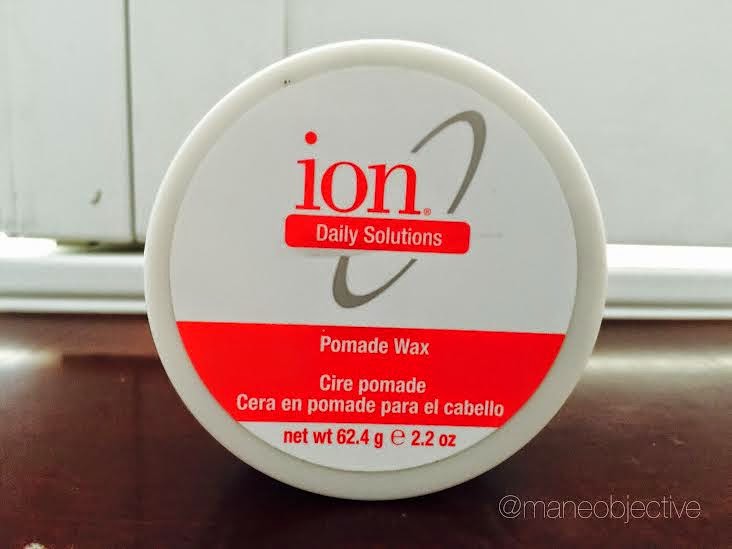 ion®
Daily Solutions
Pomade Wax
Cire pomade
Cera en pomade para el cabello
net wt 62.4 g ℮ 2.2 oz
@maneobjective